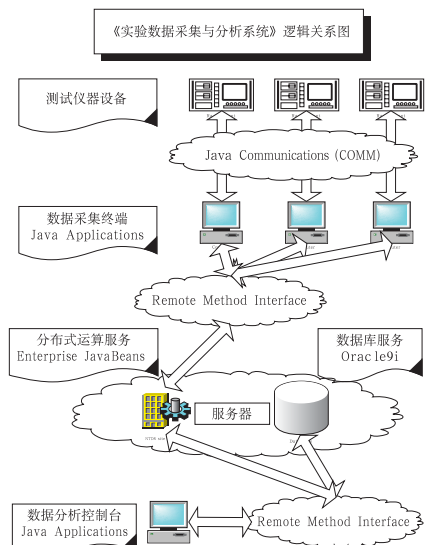 《实验数据采集与分析系统》逻辑关系图
测试仪器设备
Java Communications (COMM)
数据采集终端
Java Applications
Remote Method Interface
分布式运算服务
Enterprise JavaBeans
数据库服务
Orac le9i
服务器
数据分析控制台
Java Applications
Remote Method Interface